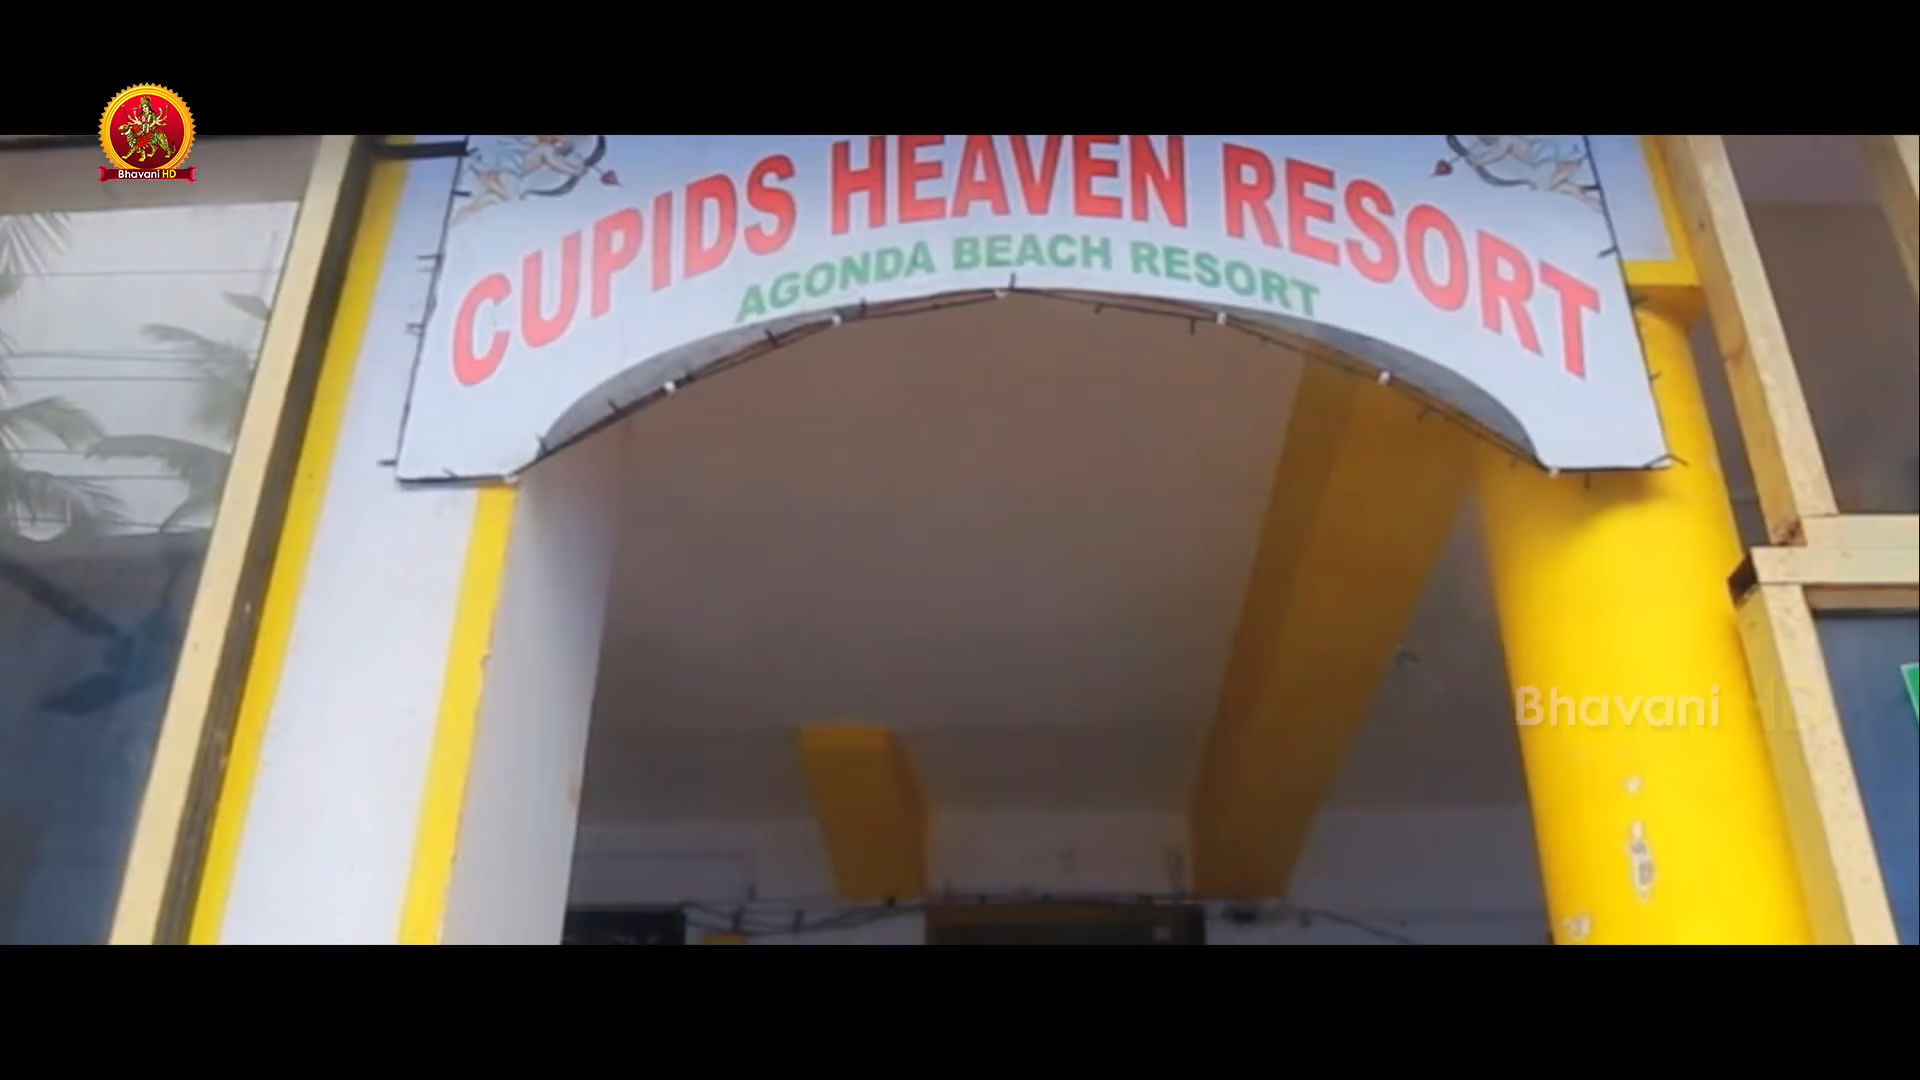 Bhavani HD
CUPIDS HEAVEN RESORT
AGONDA BEACH RESORT
Bhavani